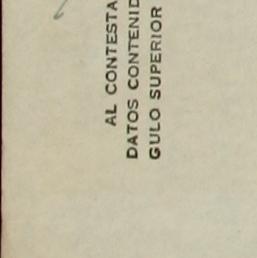 AL CONTESTA
DATOS CONTENID
GULO SUPERIOR